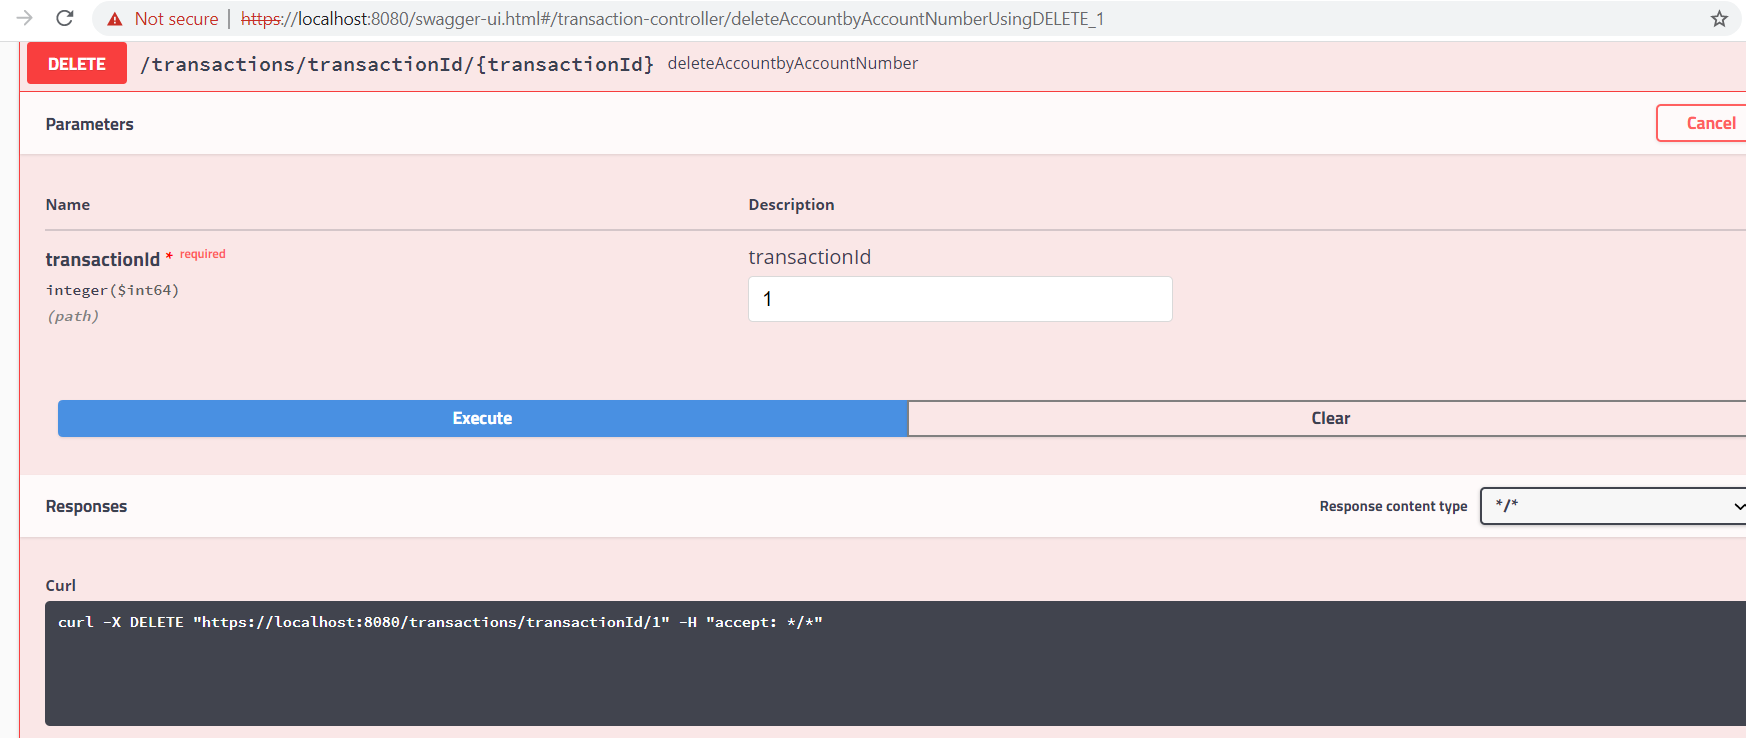 Not secure | https://localhost:8080/swagger-ui.html#/transaction-controller/deleteAccountbyAccountNumberUsingDELETE_1
DELETE /transactions/transactionId/{transactionId} deleteAccountbyAccountNumber
Parameters Cancel
Name Description
transactionId * required transactionId
integer($int64) 1
(path)
Execute Clear
Responses Response content type */*
Curl
curl -X DELETE "https://localhost:8080/transactions/transactionId/1" -H "accept: */*"